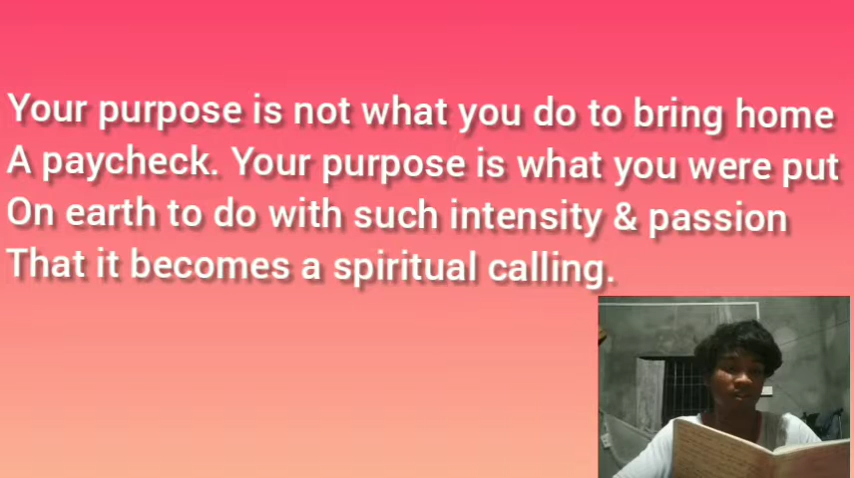 Your purpose is not what you do to bring home
A paycheck. Your purpose is what you were put
On earth to do with such intensity & passion
That it becomes a spiritual calling.